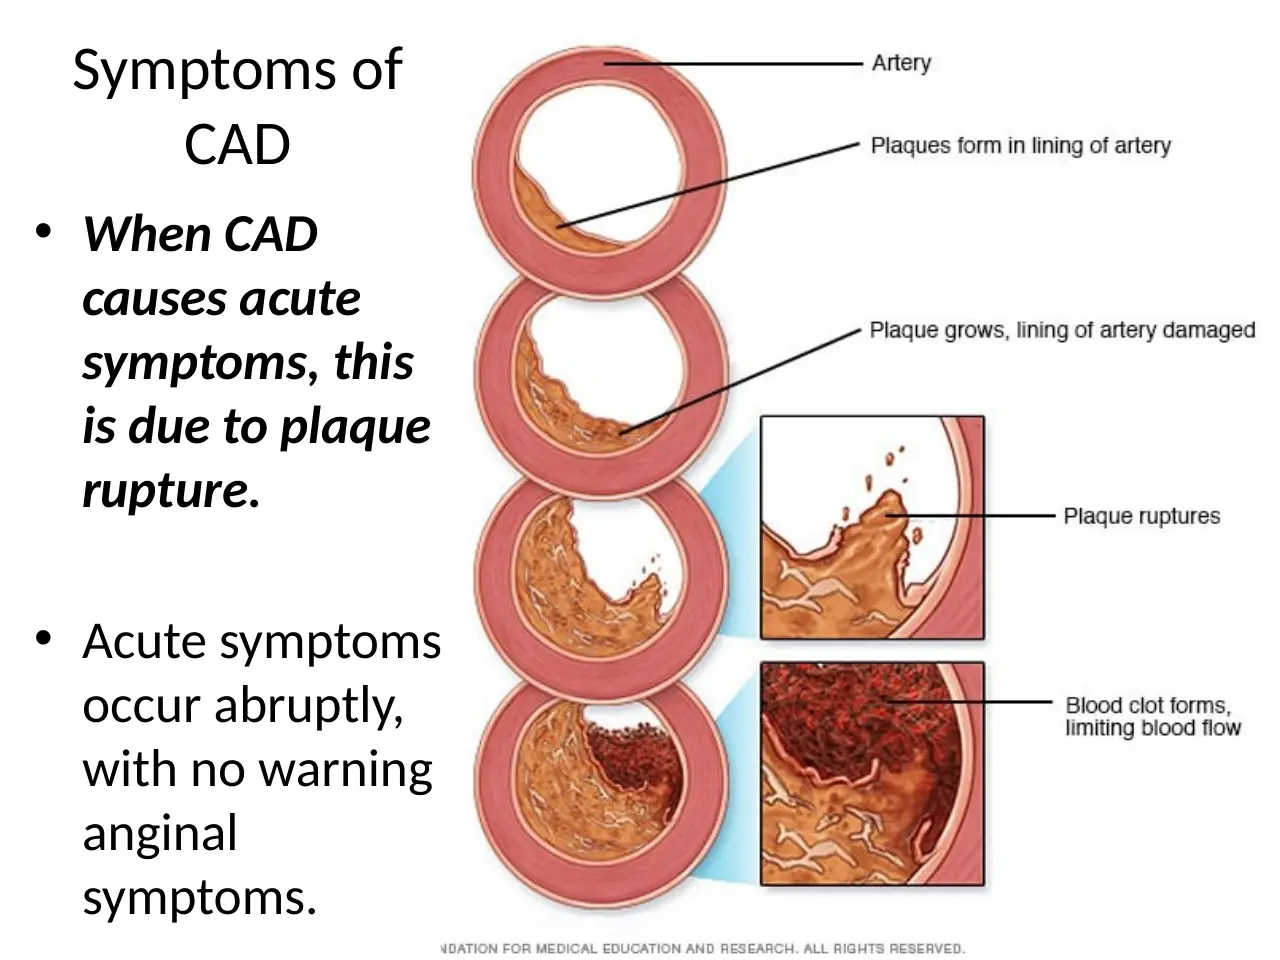 Symptoms of
CAD
• When CAD
causes acute
symptoms, this
is due to plaque
rupture.
• Acute symptoms
occur abruptly,
with no warning
anginal
symptoms.
Artery
Plaques form in lining of artery
Plaque grows, lining of artery damaged
Plaque ruptures
Blood clot forms,
limiting blood flow
FOR MEDICAL EDUCATION AND RESEARCH. ALL RIGHTS RESERVED.